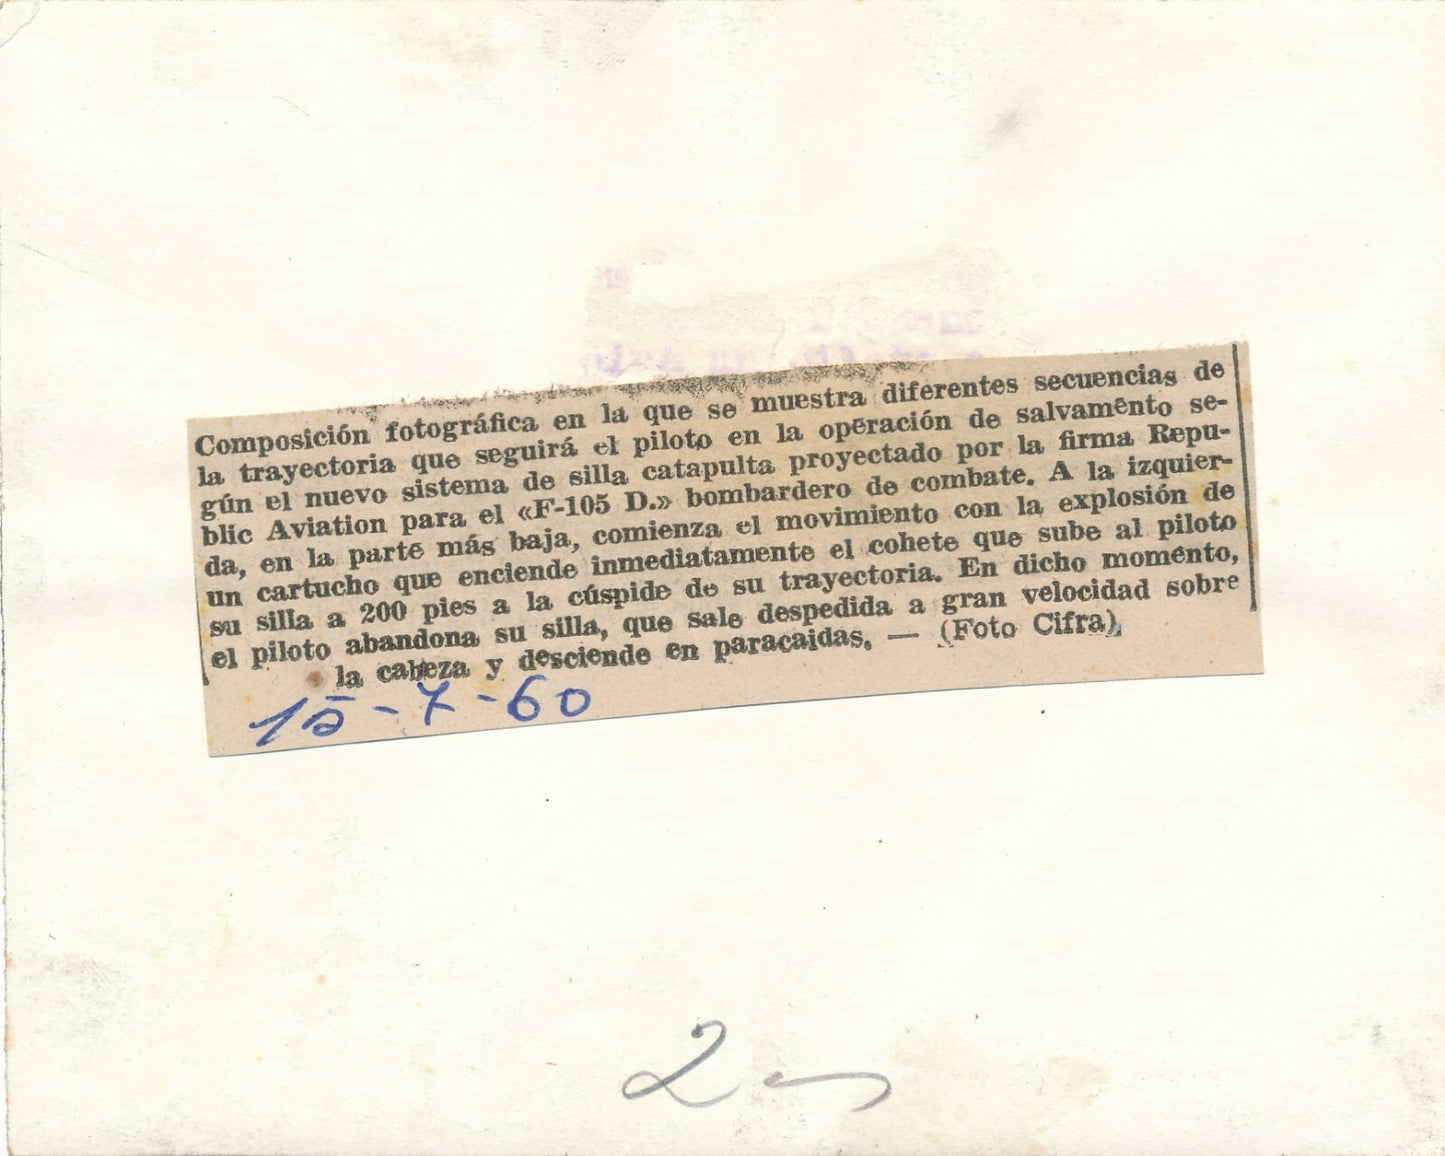 Composición fotográfica en la que se muestra diferentes secuencias de
la trayectoria que seguirá el piloto en la operación de salvamento se-
gún el nuevo sistema de silla catapulta proyectado por la firma Repu-
blic Aviation para el «F-105 D.» bombardero de combate. A la izquier-
da, en la parte más baja, comienza el movimiento con la explosión de
un cartucho que enciende inmediatamente el cohete que sube al piloto
su silla a 200 pies a la cúspide de su trayectoria. En dicho momento,
el piloto abandona su silla, que sale despedida a gran velocidad sobre
la cabeza y desciende en paracaidas. — (Foto Cifra)
15-7-60
2